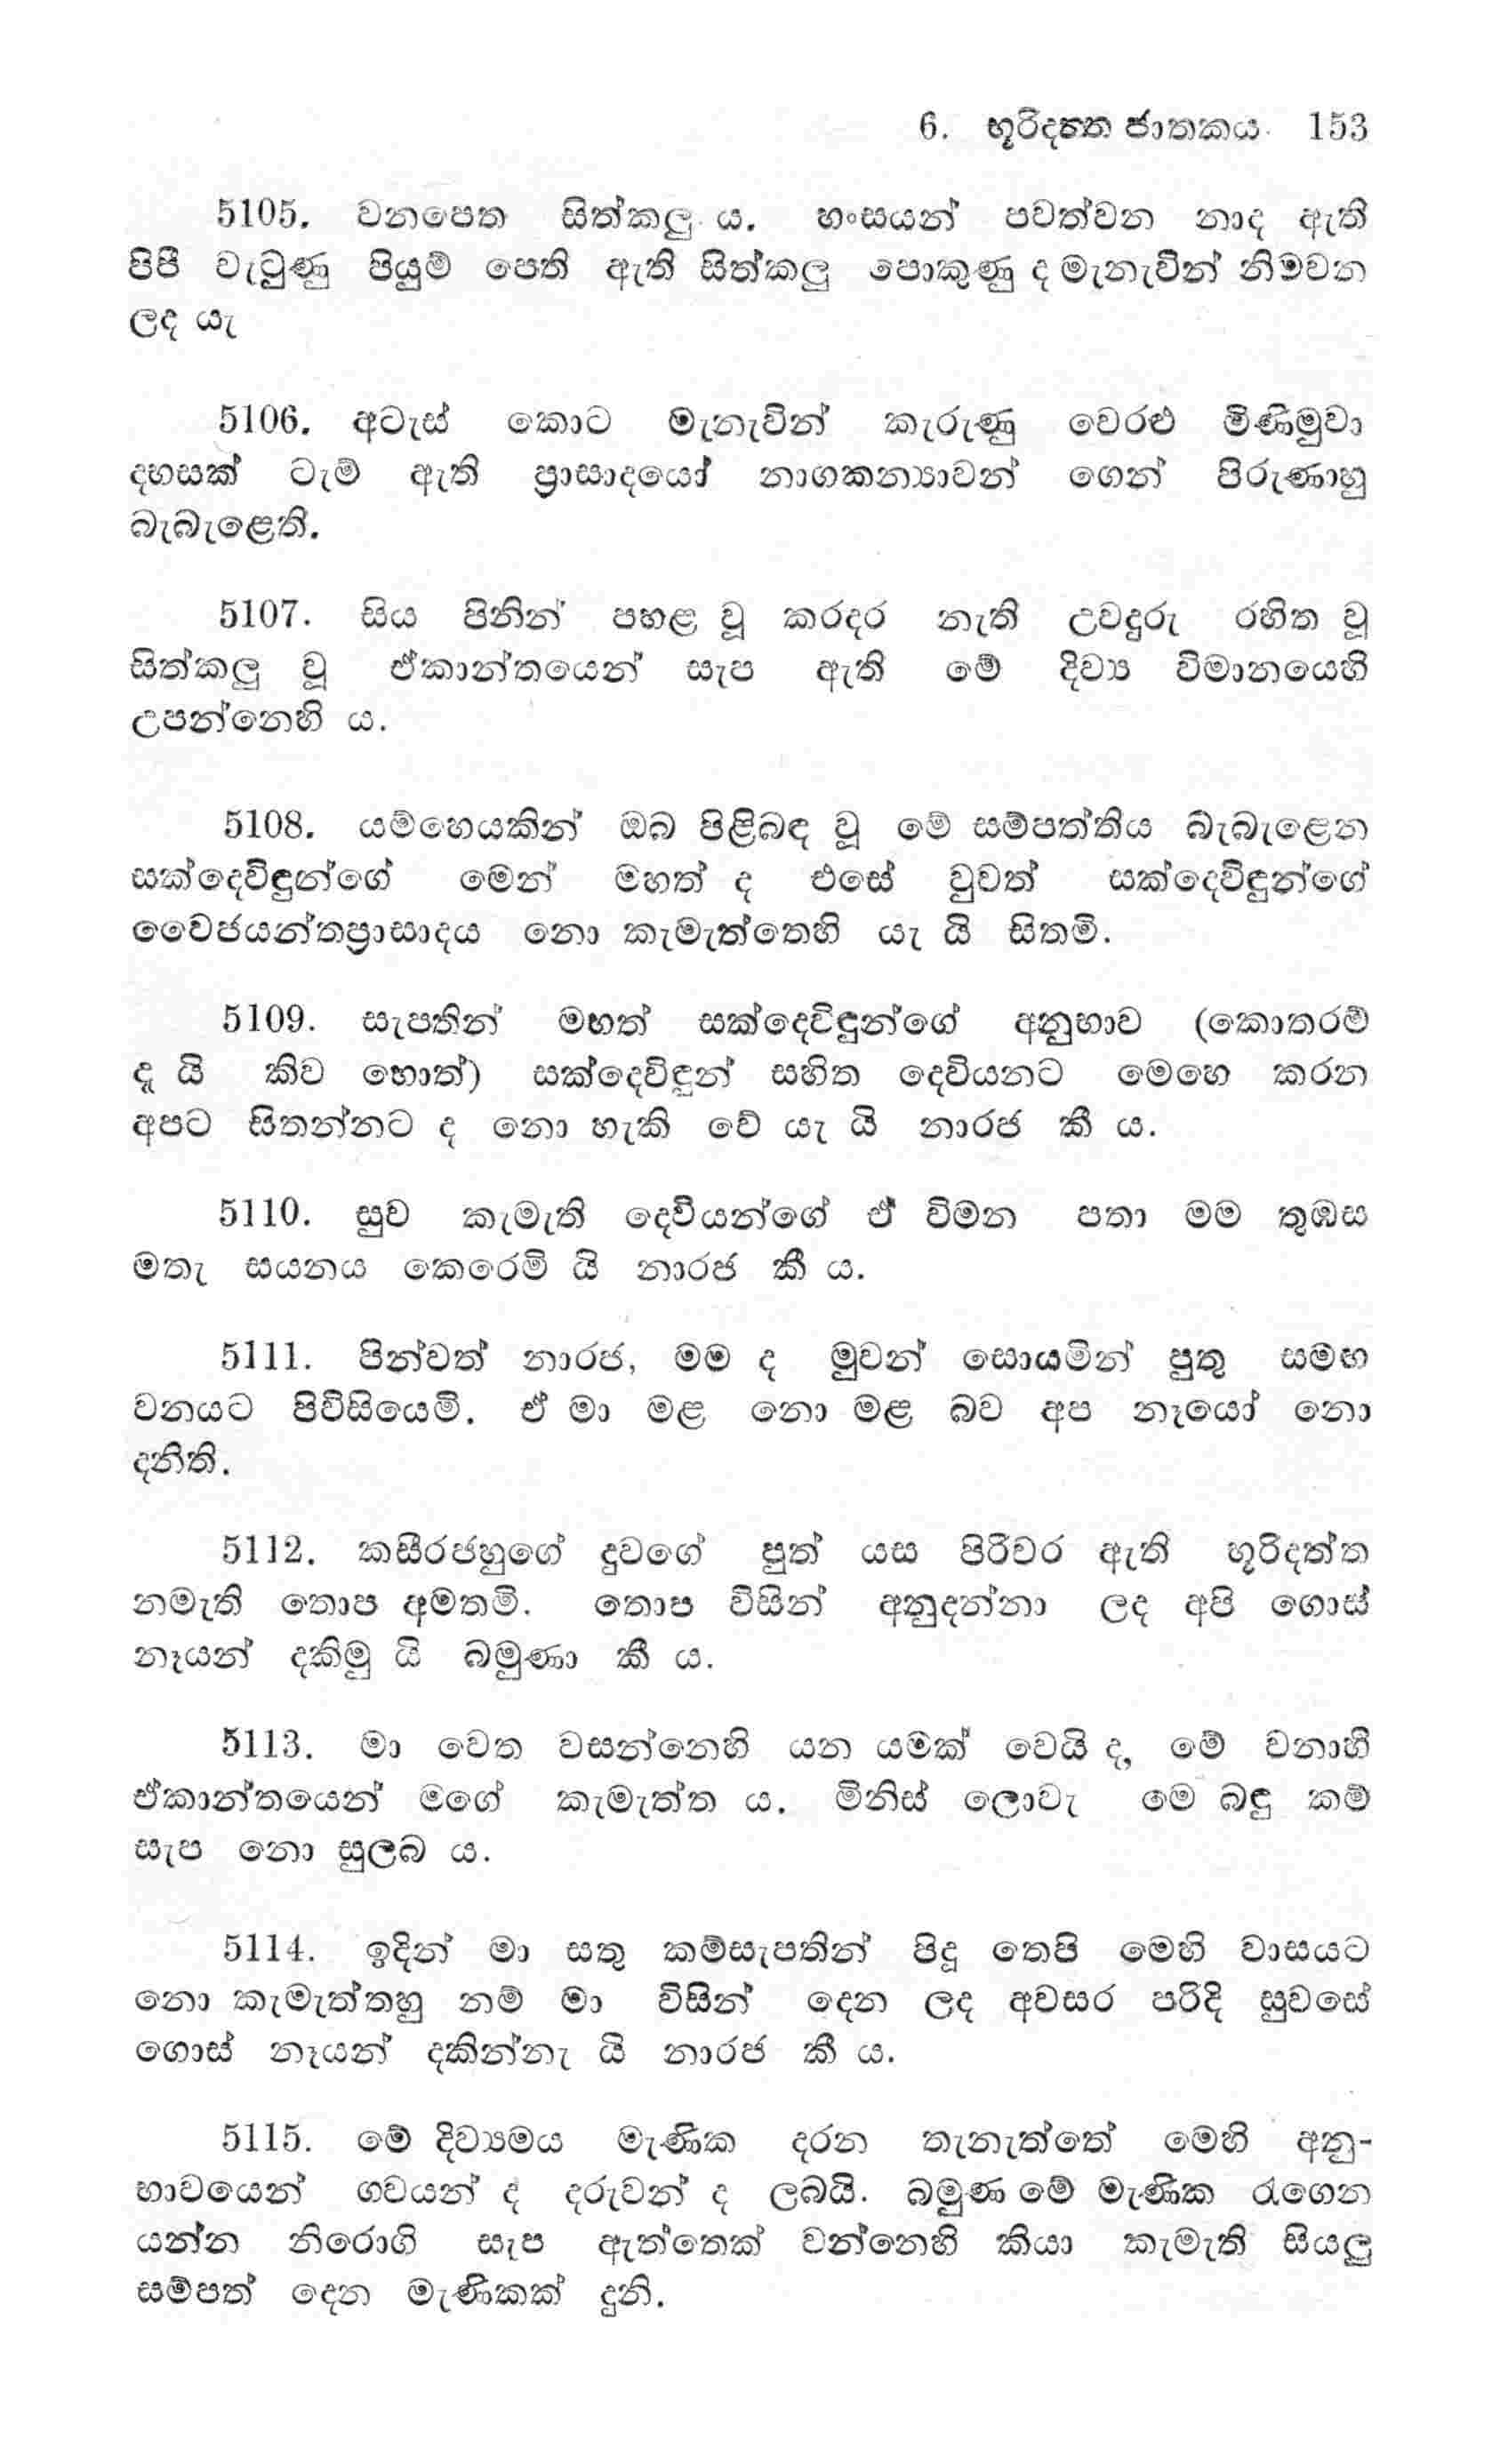 6. භූරිදත්ත ජාතකය 153
5105. වනපෙත සිත්කලු ය. හංසයන් පවත්වන නාද ඇති
පිපී වැටුණු පියුම් පෙති ඇති සිත්කලු පොකුණු ද මැනැවින් නිමවන
ලද යැ
5106. අටැස් කොට මැනැවින් කැරුණු වෙරළු මිණිමුවා
දහසක් ටැම් ඇති ප්‍රාසාදයෝ නාගකන්‍යාවන් ගෙන් පිරුණාහු
බැබැළෙති.
5107. සිය පිනින් පහළ වූ කරදර නැති උවදුරු රහිත වූ
සිත්කලු වූ ඒකාන්තයෙන් සැප ඇති මේ දිව්‍ය විමානයෙහි
උපන්නෙහි ය.
5108. යම්හෙයකින් ඔබ පිළිබඳ වූ මේ සම්පත්තිය බැබැළෙන
සක්දෙවිඳුන්ගේ මෙන් මහත් ද එසේ වුවත් සක්දෙවිඳුන්ගේ
වෛජයන්තප්‍රාසාදය නො කැමැත්තෙහි යැ යි සිතමි.
5109. සැපතින් මහත් සක්දෙවිඳුන්ගේ අනුභාව (කොතරම්
දැ යි කිව හොත්) සක්දෙවිඳුන් සහිත දෙවියනට මෙහෙ කරන
අපට සිතන්නට ද නො හැකි වේ යැ යි නාරජ කී ය.
5110. සුව කැමැති දෙවියන්ගේ ඒ විමන පතා මම තුඹස
මතැ සයනය කෙරෙමි යි නාරජ කී ය.
5111. පින්වත් නාරජ, මම ද මුවන් සොයමින් පුතු සමඟ
වනයට පිවිසියෙමි. ඒ මා මළ නො මළ බව අප නෑයෝ නො
දනිති.
5112. කසීරජහුගේ දුවගේ පුත් යස පිරිවර ඇති භූරිදත්ත
නමැති තොප අමතමි. තොප විසින් අනුදන්නා ලද අපි ගොස්
නෑයන් දකිමු යි බමුණා කී ය.
5113. මා වෙත වසන්නෙහි යන යමක් වෙයි ද, මේ වනාහි
ඒකාන්තයෙන් මගේ කැමැත්ත ය. මිනිස් ලොවැ මෙ බඳු කම්
සැප නො සුලබ ය.
5114. ඉදින් මා සතු කම්සැපතින් පිදූ තෙපි මෙහි වාසයට
නො කැමැත්තහු නම් මා විසින් දෙන ලද අවසර පරිදි සුවසේ
ගොස් නෑයන් දකින්නැ යි නාරජ කී ය.
5115. මේ දිව්‍යමය මැණික දරන තැනැත්තේ මෙහි අනු-
භාවයෙන් ගවයන් ද දරුවන් ද ලබයි. බමුණ මේ මැණික රැගෙන
යන්න නිරොගි සැප ඇත්තෙක් වන්නෙහි කියා කැමැති සියලු
සම්පත් දෙන මැණිකක් දුනි.